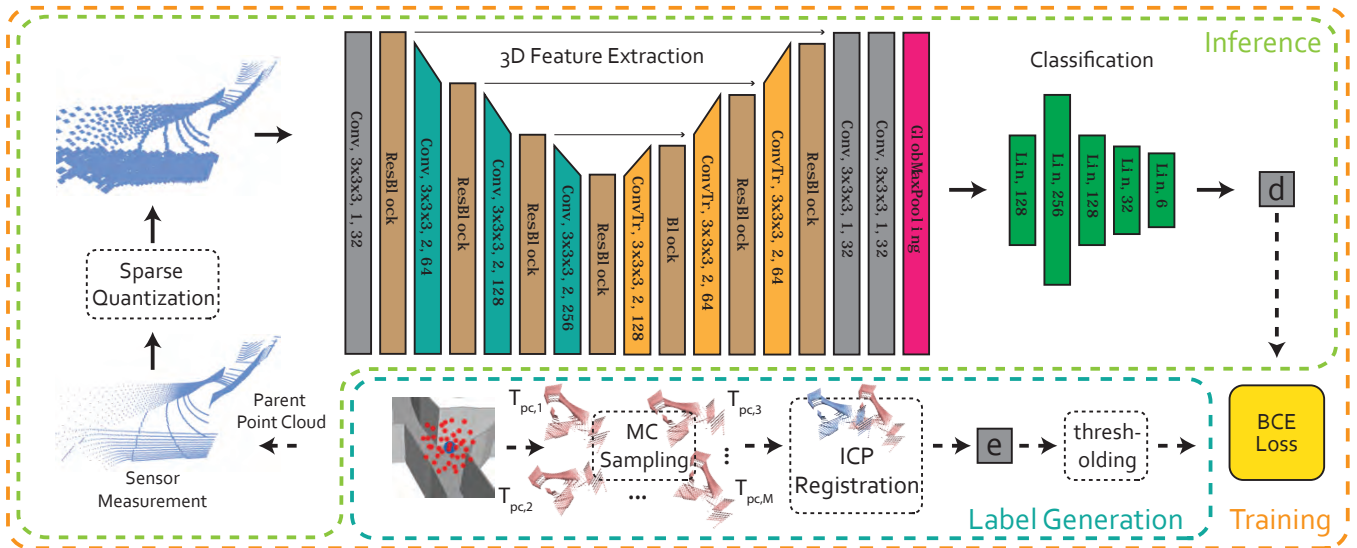 Inference
3D Feature Extraction
Classification
Conv, 3x3x3, 1, 32
ResBlock
Conv, 3x3x3, 2, 64
ResBlock
Conv, 3x3x3, 2, 128
ResBlock
Conv, 3x3x3, 2, 256
ResBlock
ConvTr, 3x3x3, 2, 128
Block
ConvTr, 3x3x3, 2, 64
ResBlock
ConvTr, 3x3x3, 2, 64
ResBlock
Conv, 3x3x3, 1, 32
Conv, 3x3x3, 1, 32
GlobMaxPooling
Lin, 128
Lin, 256
Lin, 128
Lin, 32
Lin, 6
d
Sparse
Quantization
Parent
Point Cloud
Sensor
Measurement
T_pc,1
T_pc,2
MC
Sampling
...
T_pc,3
...
T_pc,M
ICP
Registration
e
thresh-
olding
BCE
Loss
Label Generation
Training